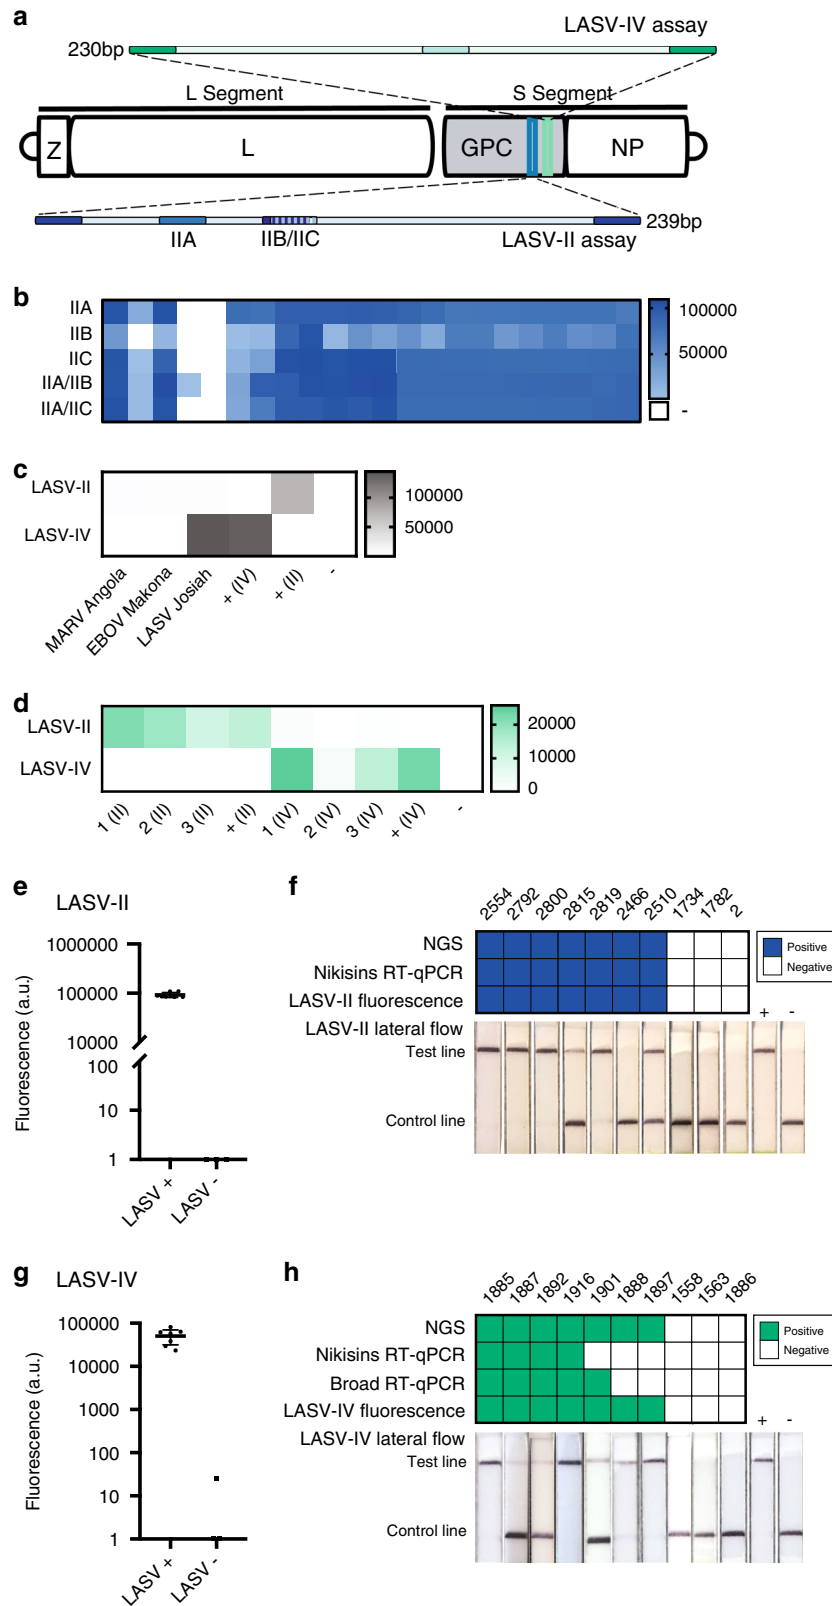 a
LASV-IV assay
230bp
L Segment
S Segment
Z
L
GPC
NP
239bp
IIA
IIB/IIC
LASV-II assay
b
IIA
IIB
IIC
IIA/IIB
IIA/IIC
100000
50000
-
c
LASV-II
LASV-IV
100000
50000
MARV Angola
EBOV Makona
LASV Josiah
+ (IV)
+ (II)
-
d
LASV-II
LASV-IV
20000
10000
0
1 (II)
2 (II)
3 (II)
+ (II)
1 (IV)
2 (IV)
3 (IV)
+ (IV)
-
e
LASV-II
Fluorescence (a.u.)
1000000
100000
10000
100
10
1
LASV +
LASV -
f
2554
2792
2800
2815
2819
2466
2510
1734
1782
2
NGS
Nikisins RT-qPCR
LASV-II fluorescence
Positive
Negative
+ -
LASV-II lateral flow
Test line
Control line
g
LASV-IV
Fluorescence (a.u.)
100000
10000
1000
100
10
1
LASV +
LASV -
h
1885
1887
1892
1916
1901
1888
1897
1558
1563
1886
NGS
Nikisins RT-qPCR
Broad RT-qPCR
LASV-IV fluorescence
Positive
Negative
+ -
LASV-IV lateral flow
Test line
Control line